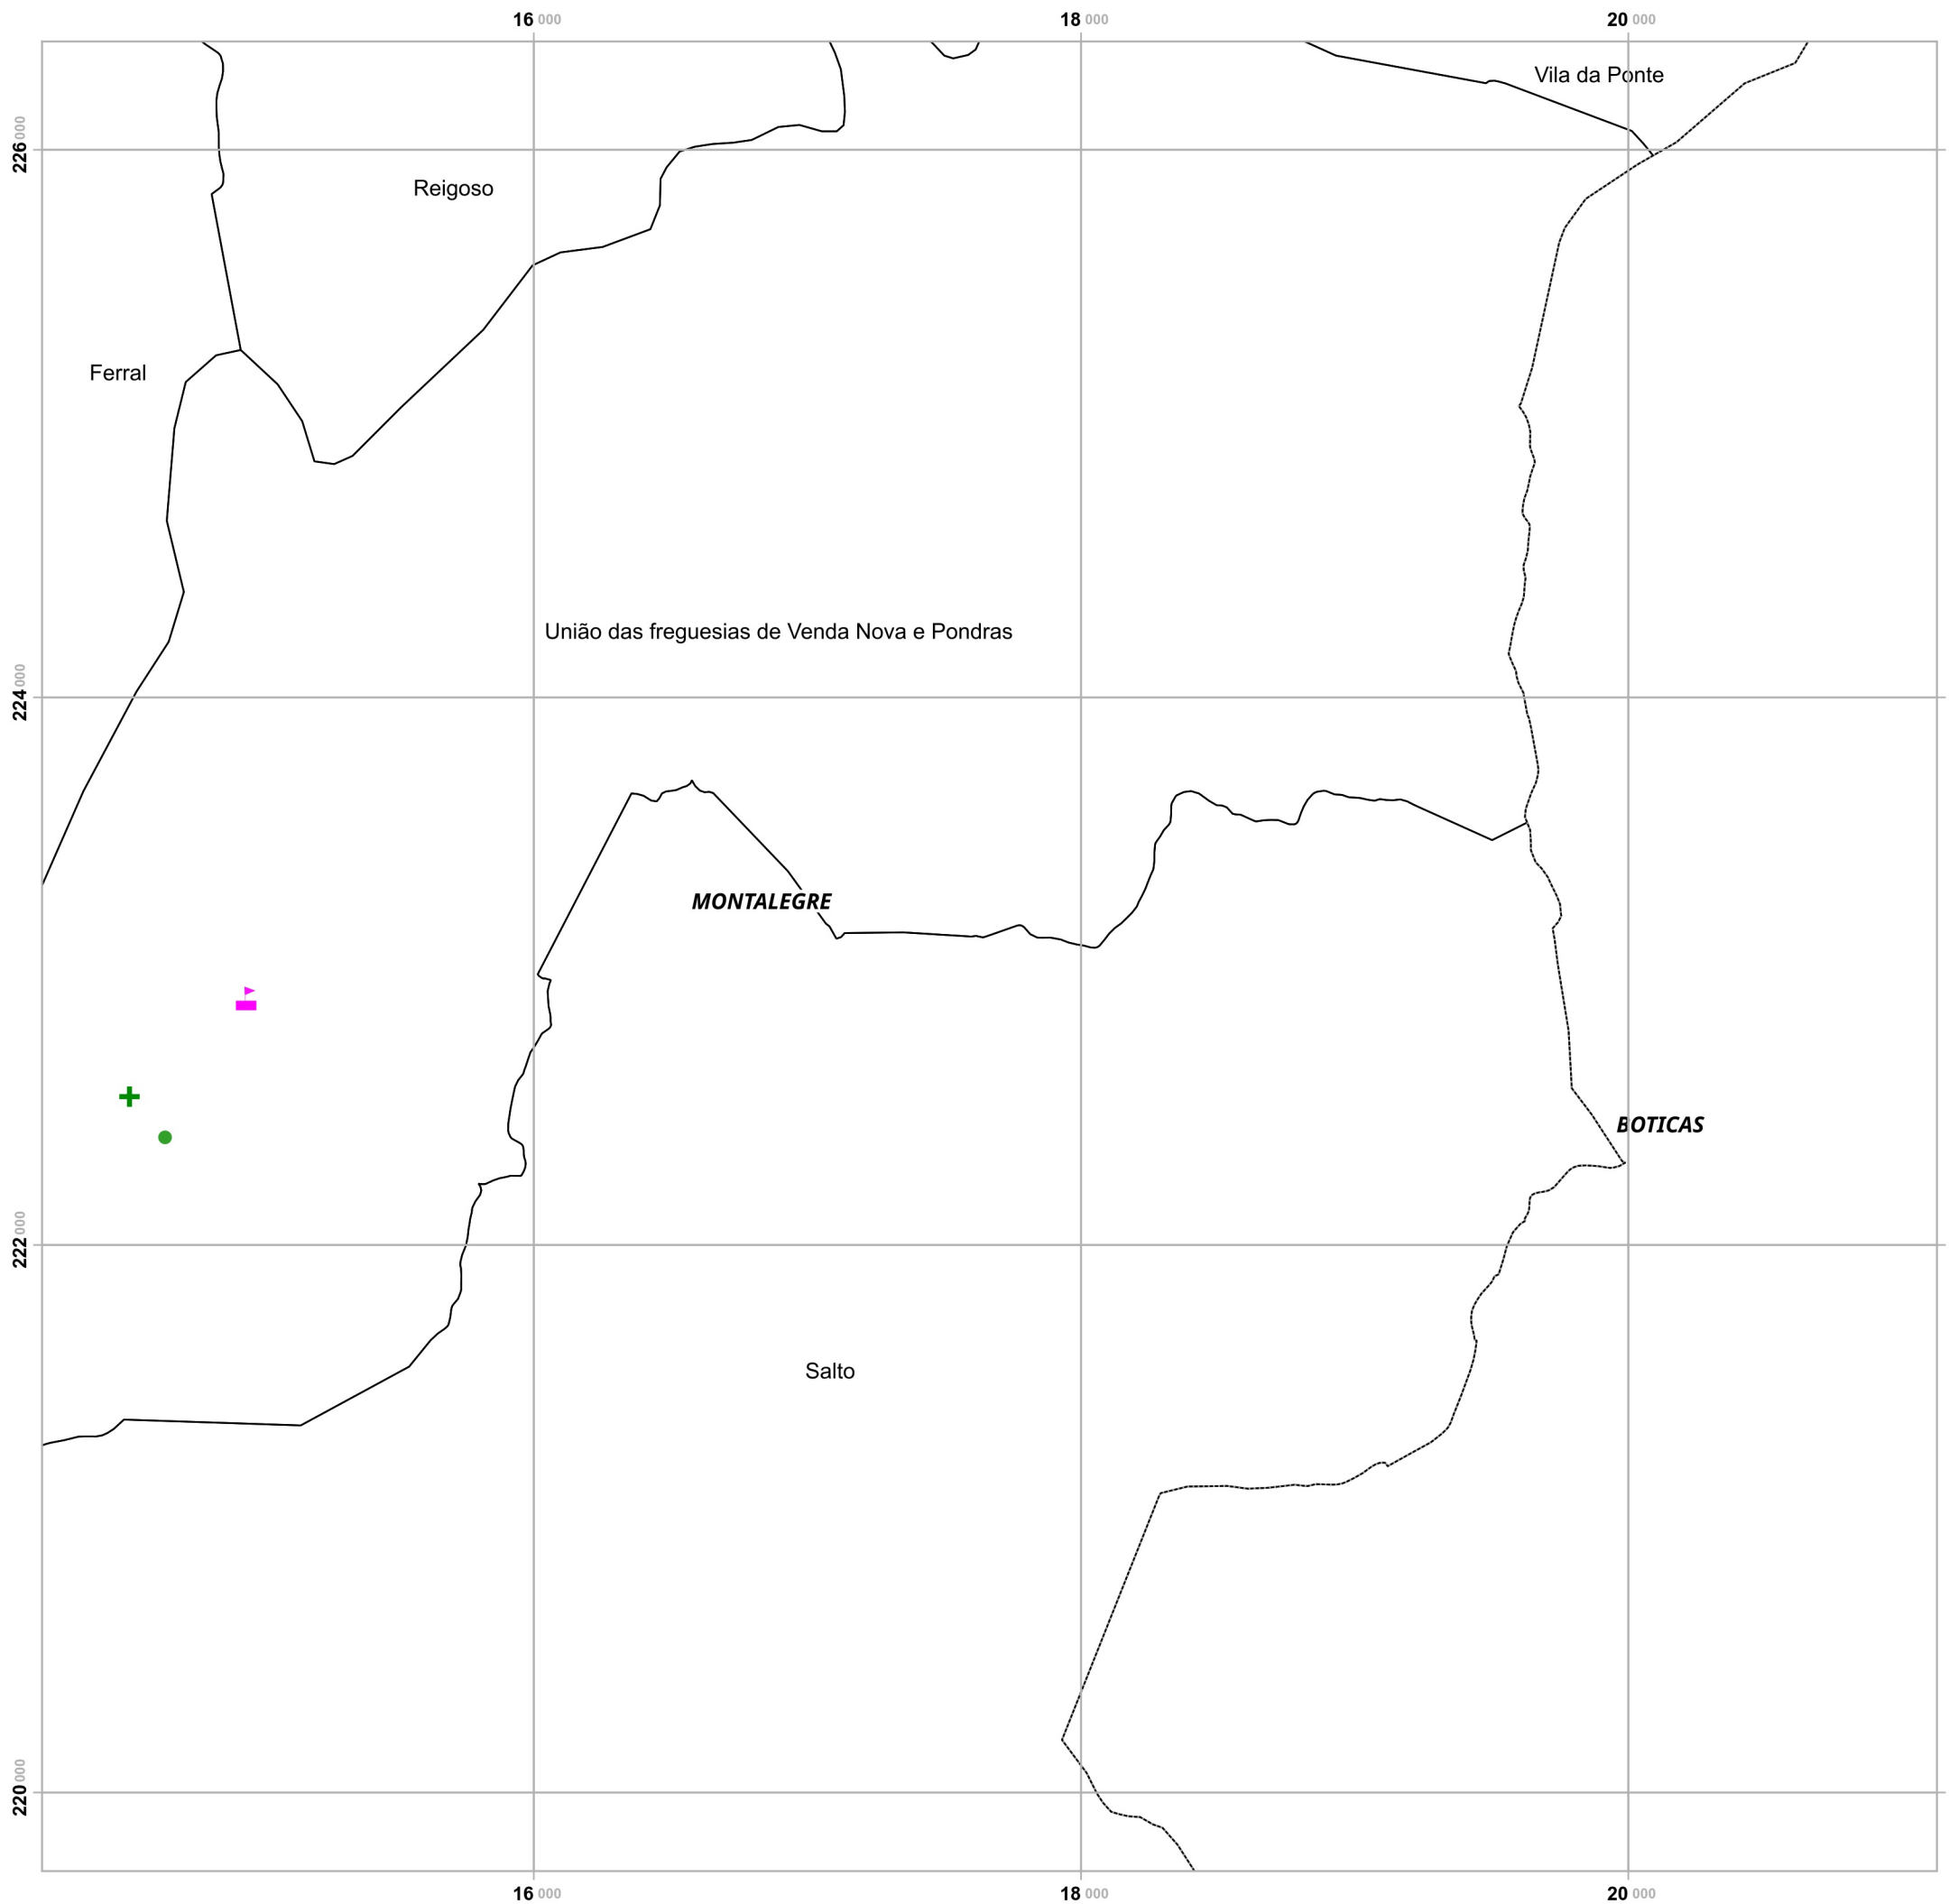 16 000 18 000 20 000
Vila da Ponte
226 000
Reigoso
Ferral
União das freguesias de Venda Nova e Pondras
224 000
MONTALEGRE
BOTICAS
222 000
Salto
220 000
16 000 18 000 20 000